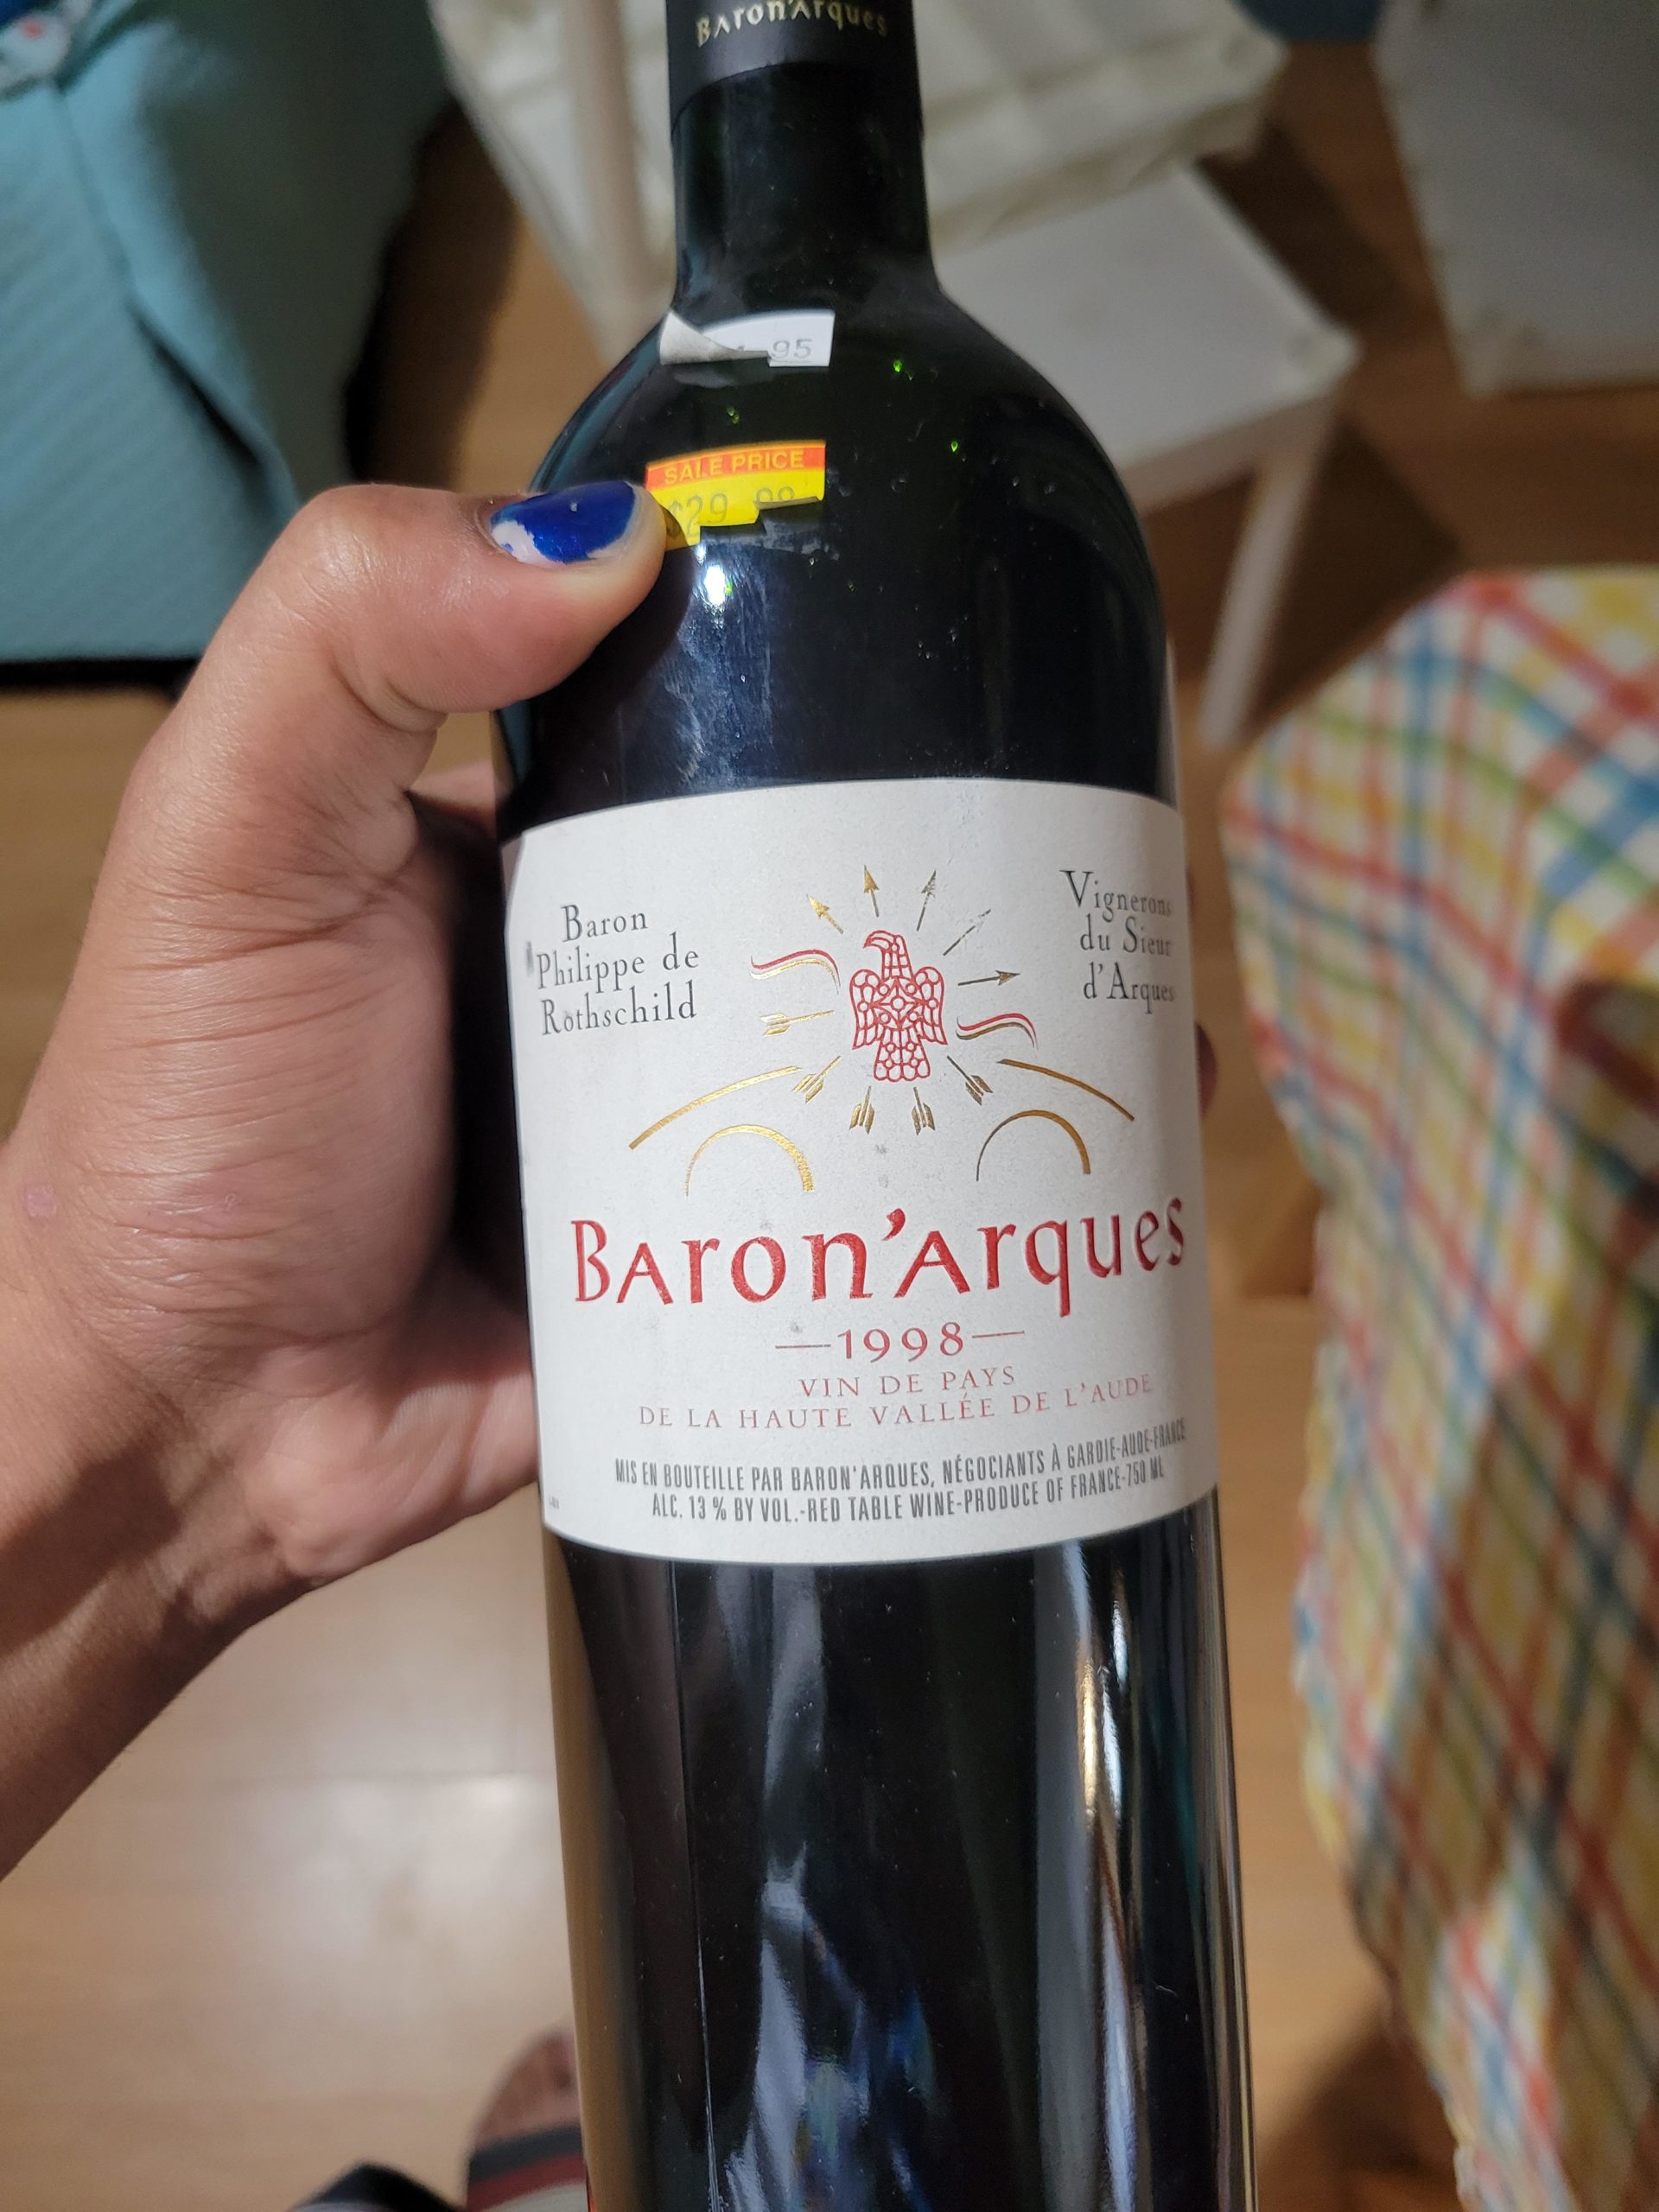 Baron'Arques
95
SALE PRICE
$29
Baron
Philippe de
Rothschild
Vignerons
du Sieur
d'Arques
Baron'Arques
—1998—
VIN DE PAYS
DE LA HAUTE VALLÉE DE L'AUDE
MIS EN BOUTEILLE PAR BARON'ARQUES, NÉGOCIANTS À GARDIE-AUDE-FRANCE
ALC. 13 % BY VOL.-RED TABLE WINE-PRODUCE OF FRANCE-750 ML